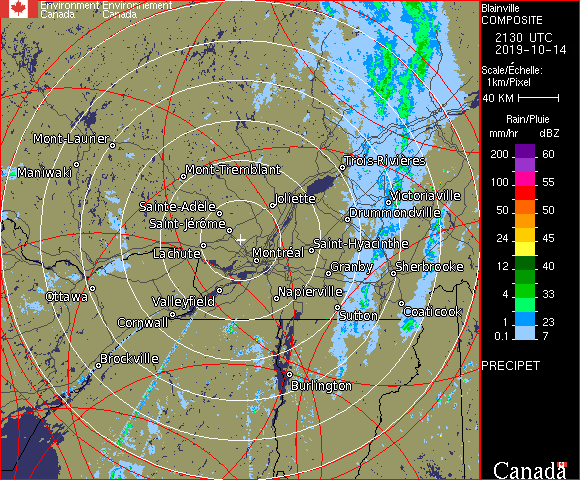 Environment Environnement
Canada Canada
Blainville
COMPOSITE
2130 UTC
2019-10-14
Scale/Échelle:
1km/Pixel
40 KM
Rain/Pluie
mm/hr dBZ
200 60
100 55
50 50
24 45
12 40
4 33
1 23
0.1 7
PRECIPET
Canada
Mont-Laurier
Maniwaki
Mont-Tremblant
Trois-Rivières
Joliette
Victoriaville
Sainte-Adele
Drummondville
Saint-Jérôme
Saint-Hyacinthe
Lachute
Montréal
Granby
Sherbrooke
Ottawa
Valleyfield
Napierville
Cornwall
Sutton
Coaticook
Brockville
Burlington